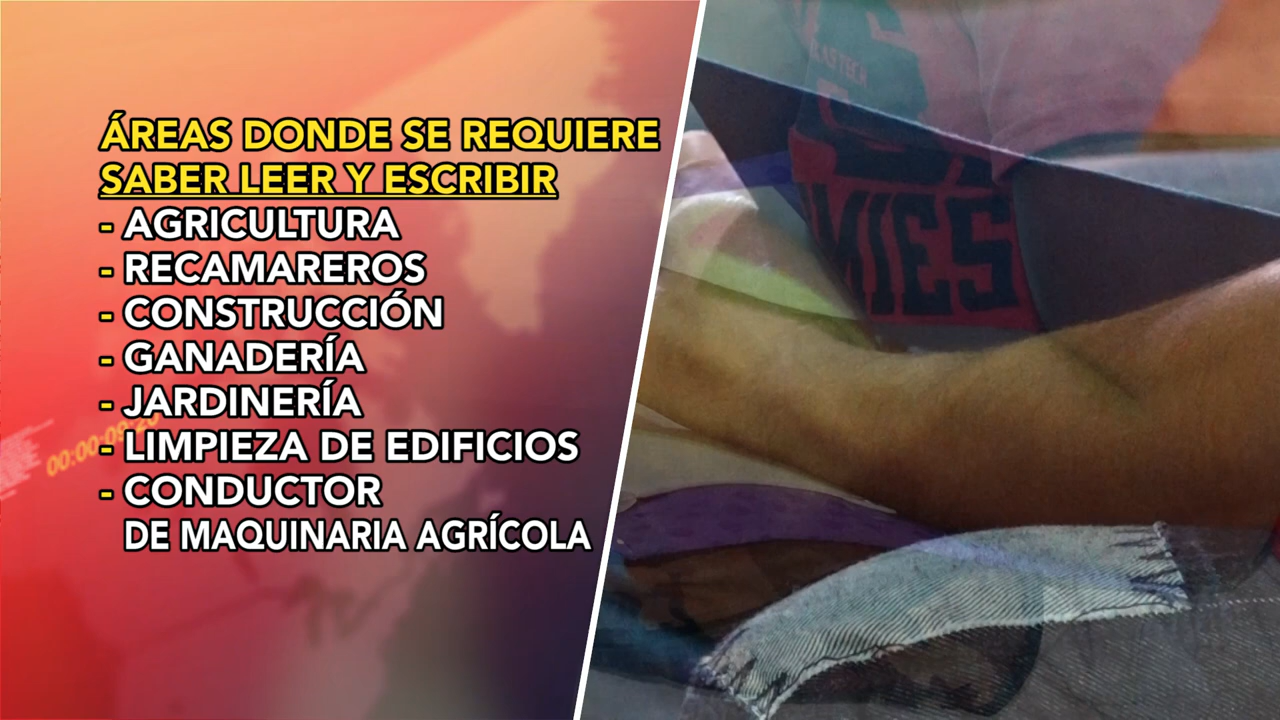 ÁREAS DONDE SE REQUIERE
SABER LEER Y ESCRIBIR
- AGRICULTURA
- RECAMAREROS
- CONSTRUCCIÓN
- GANADERÍA
- JARDINERÍA
- LIMPIEZA DE EDIFICIOS
- CONDUCTOR
DE MAQUINARIA AGRÍCOLA